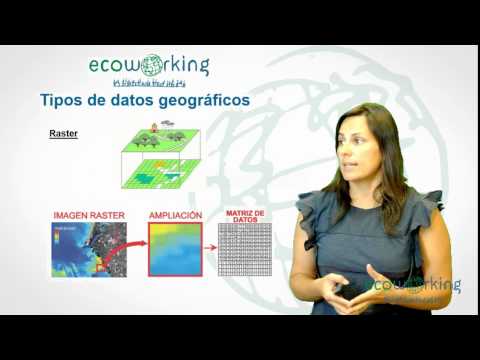 ecoworking
Tipos de datos geográficos
Raster
IMAGEN RASTER
AMPLIACIÓN
MATRIZ DE
DATOS
ecoworking